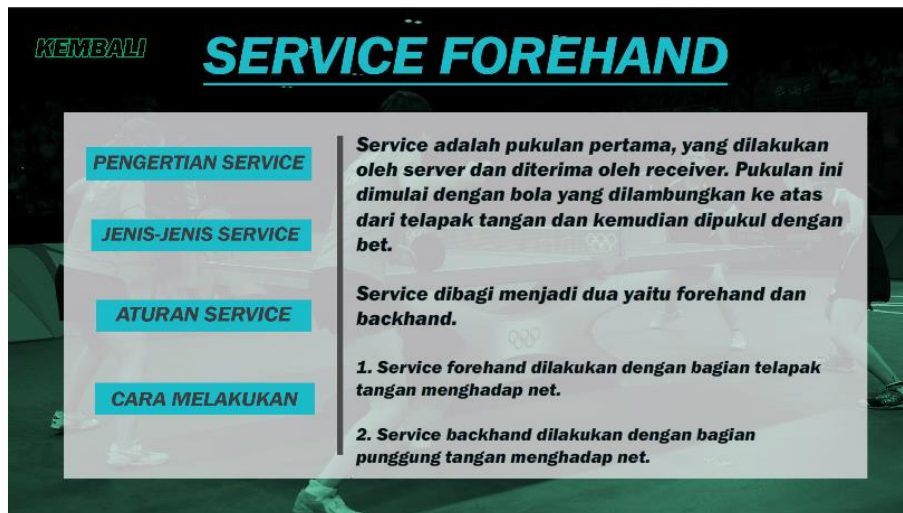 KEMBALI
SERVICE FOREHAND
PENGERTIAN SERVICE
JENIS-JENIS SERVICE
ATURAN SERVICE
CARA MELAKUKAN
Service adalah pukulan pertama, yang dilakukan
oleh server dan diterima oleh receiver. Pukulan ini
dimulai dengan bola yang dilambungkan ke atas
dari telapak tangan dan kemudian dipukul dengan
bet.
Service dibagi menjadi dua yaitu forehand dan
backhand.
1. Service forehand dilakukan dengan bagian telapak
tangan menghadap net.
2. Service backhand dilakukan dengan bagian
punggung tangan menghadap net.